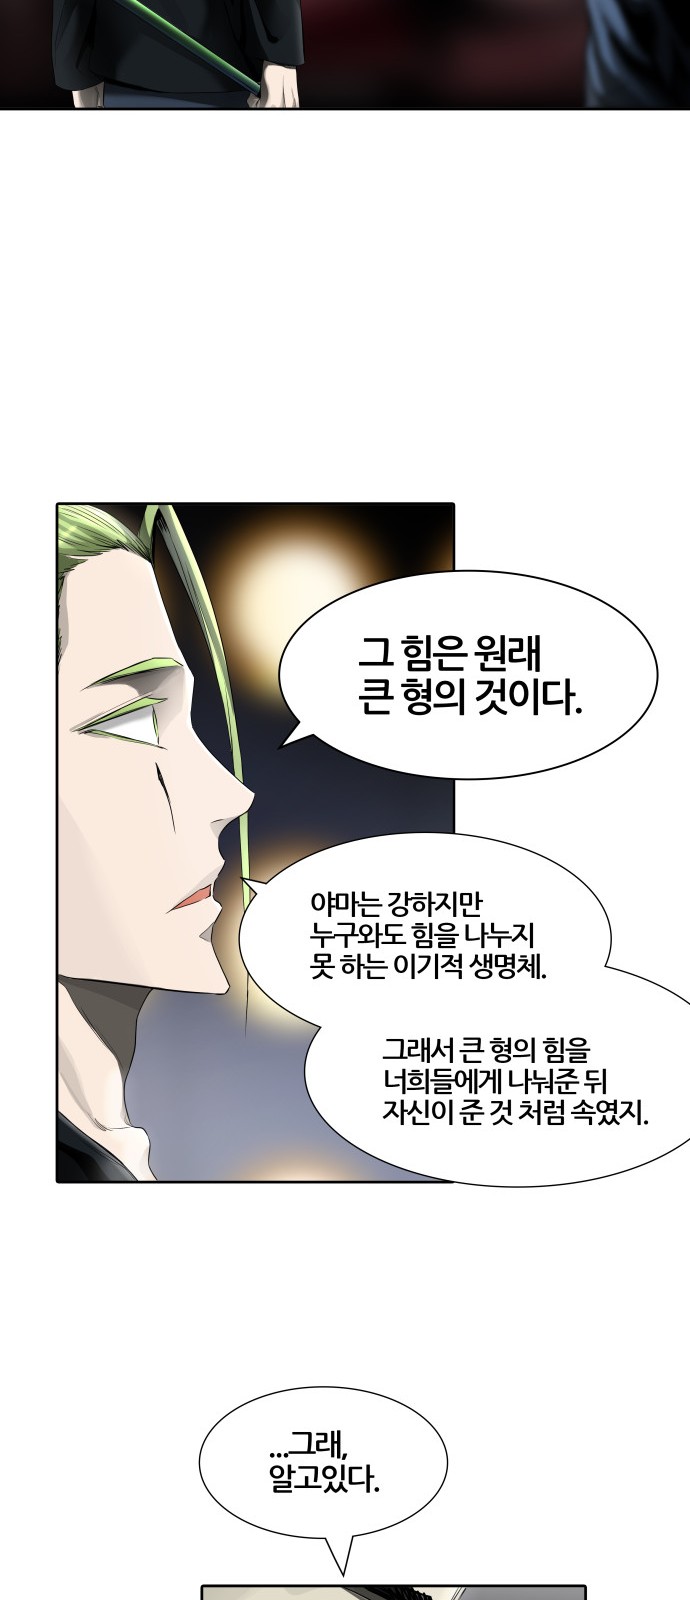 그 힘은 원래
큰 형의 것이다.
야마는 강하지만
누구와도 힘을 나누지
못 하는 이기적 생명체.
그래서 큰 형의 힘을
너희들에게 나눠준 뒤
자신이 준 것 처럼 속였지.
...그래,
알고있다.